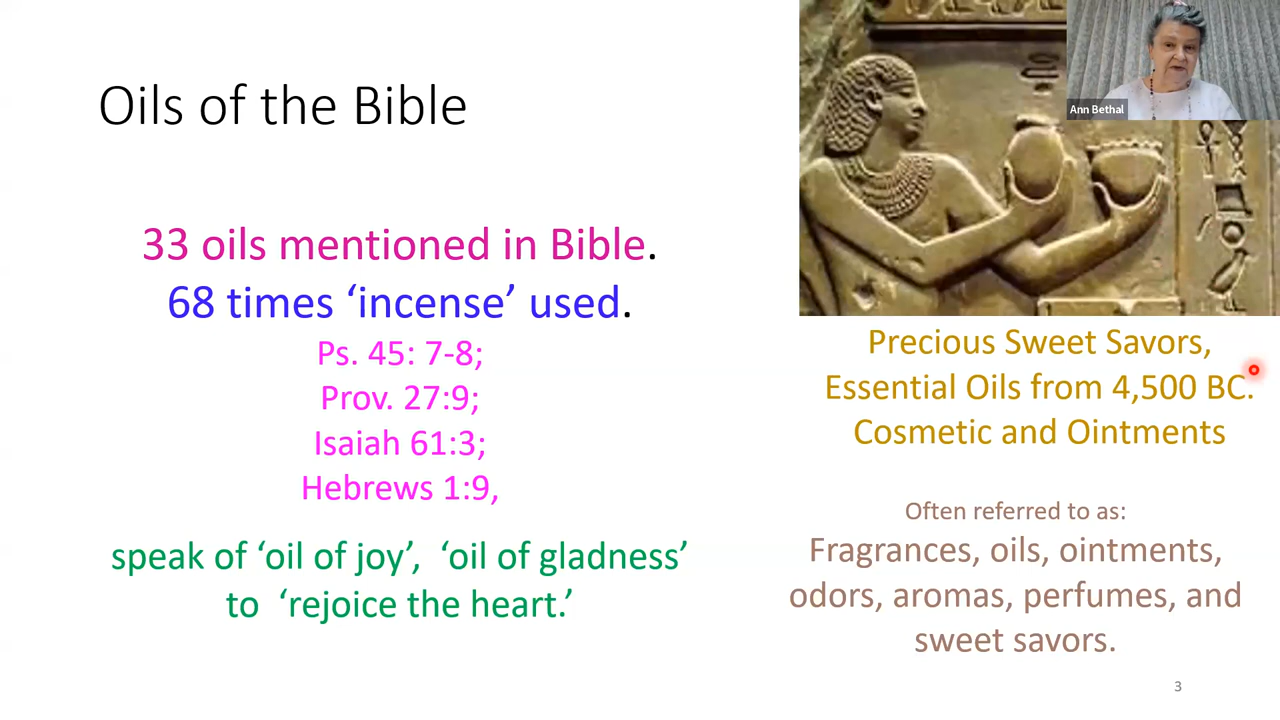 Oils of the Bible
33 oils mentioned in Bible.
68 times ‘incense’ used.
Ps. 45: 7-8;
Prov. 27:9;
Isaiah 61:3;
Hebrews 1:9,
speak of ‘oil of joy’, ‘oil of gladness’
to ‘rejoice the heart.’
Ann Bethal
Precious Sweet Savors,
Essential Oils from 4,500 BC.
Cosmetic and Ointments
Often referred to as:
Fragrances, oils, ointments,
odors, aromas, perfumes, and
sweet savors.
3